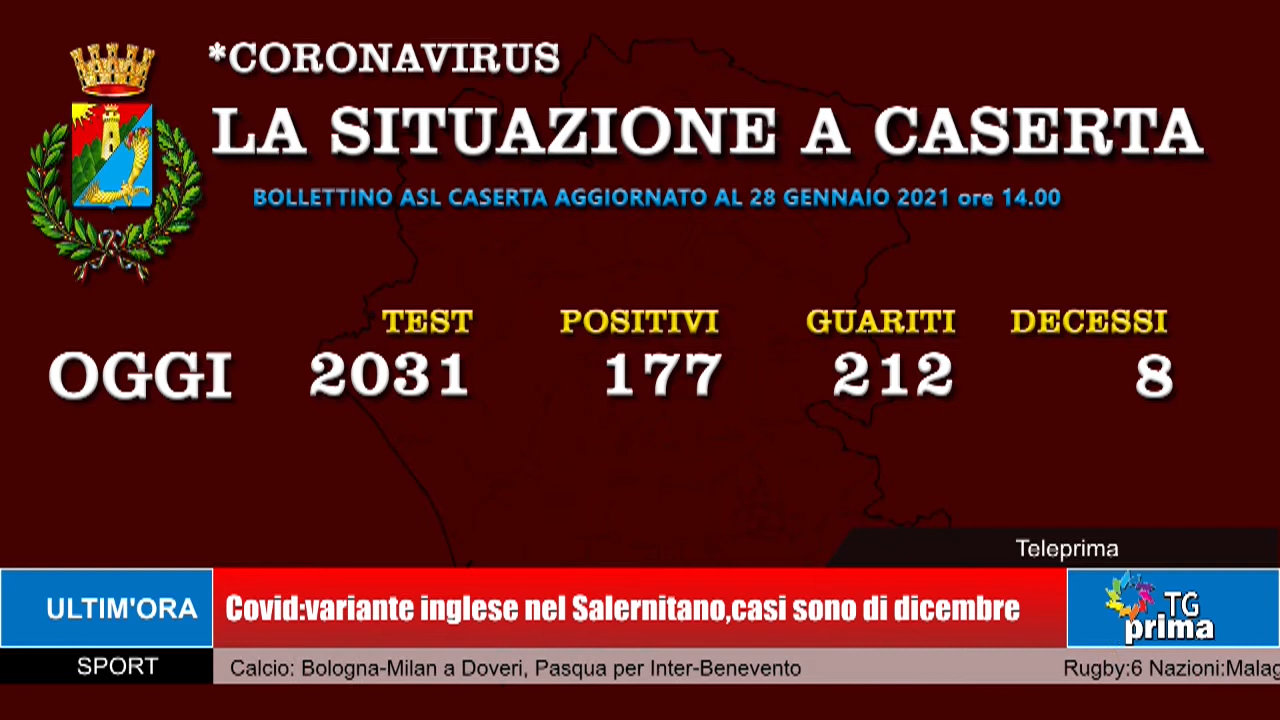 *CORONAVIRUS
LA SITUAZIONE A CASERTA
BOLLETTINO ASL CASERTA AGGIORNATO AL 28 GENNAIO 2021 ore 14.00
TEST POSITIVI GUARITI DECESSI
OGGI 2031 177 212 8
Teleprima
ULTIM'ORA Covid:variante inglese nel Salernitano,casi sono di dicembre
TG
prima
SPORT Calcio: Bologna-Milan a Doveri, Pasqua per Inter-Benevento Rugby:6 Nazioni:Malag